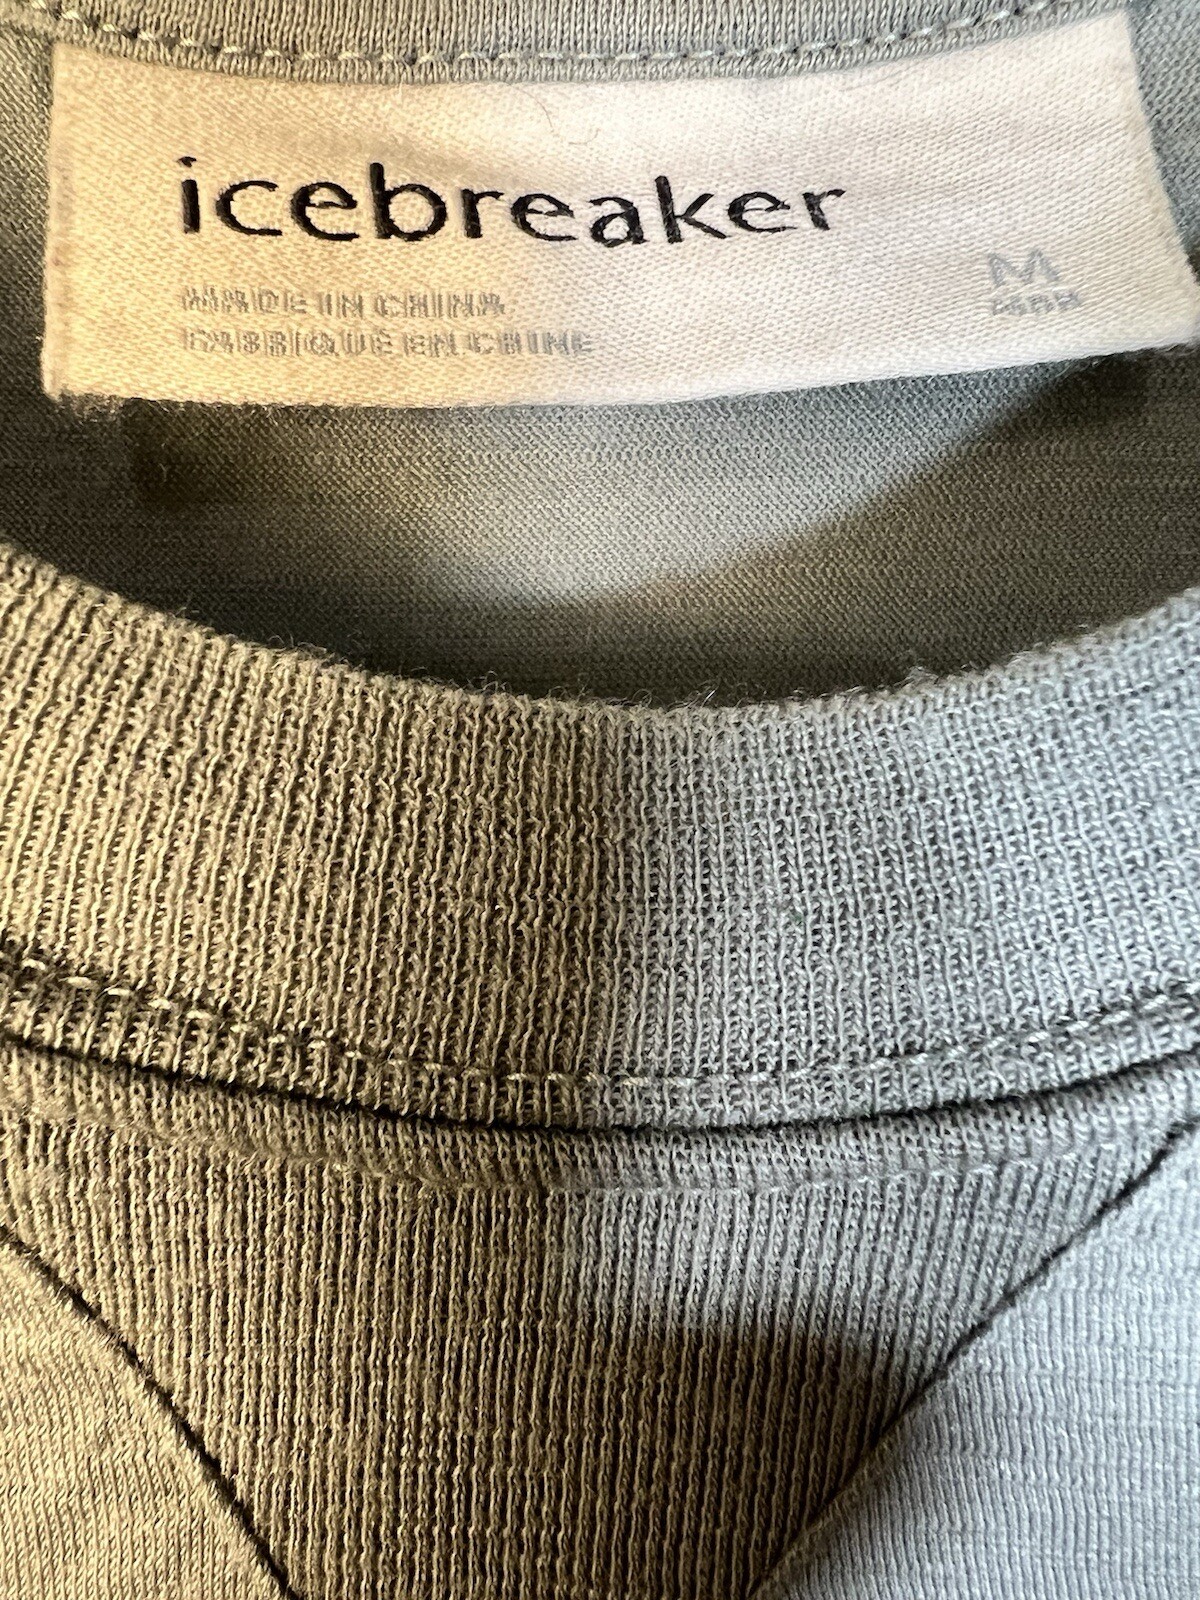 icebreaker
M
MADE IN CHINA
FABRIQUE EN CHINE